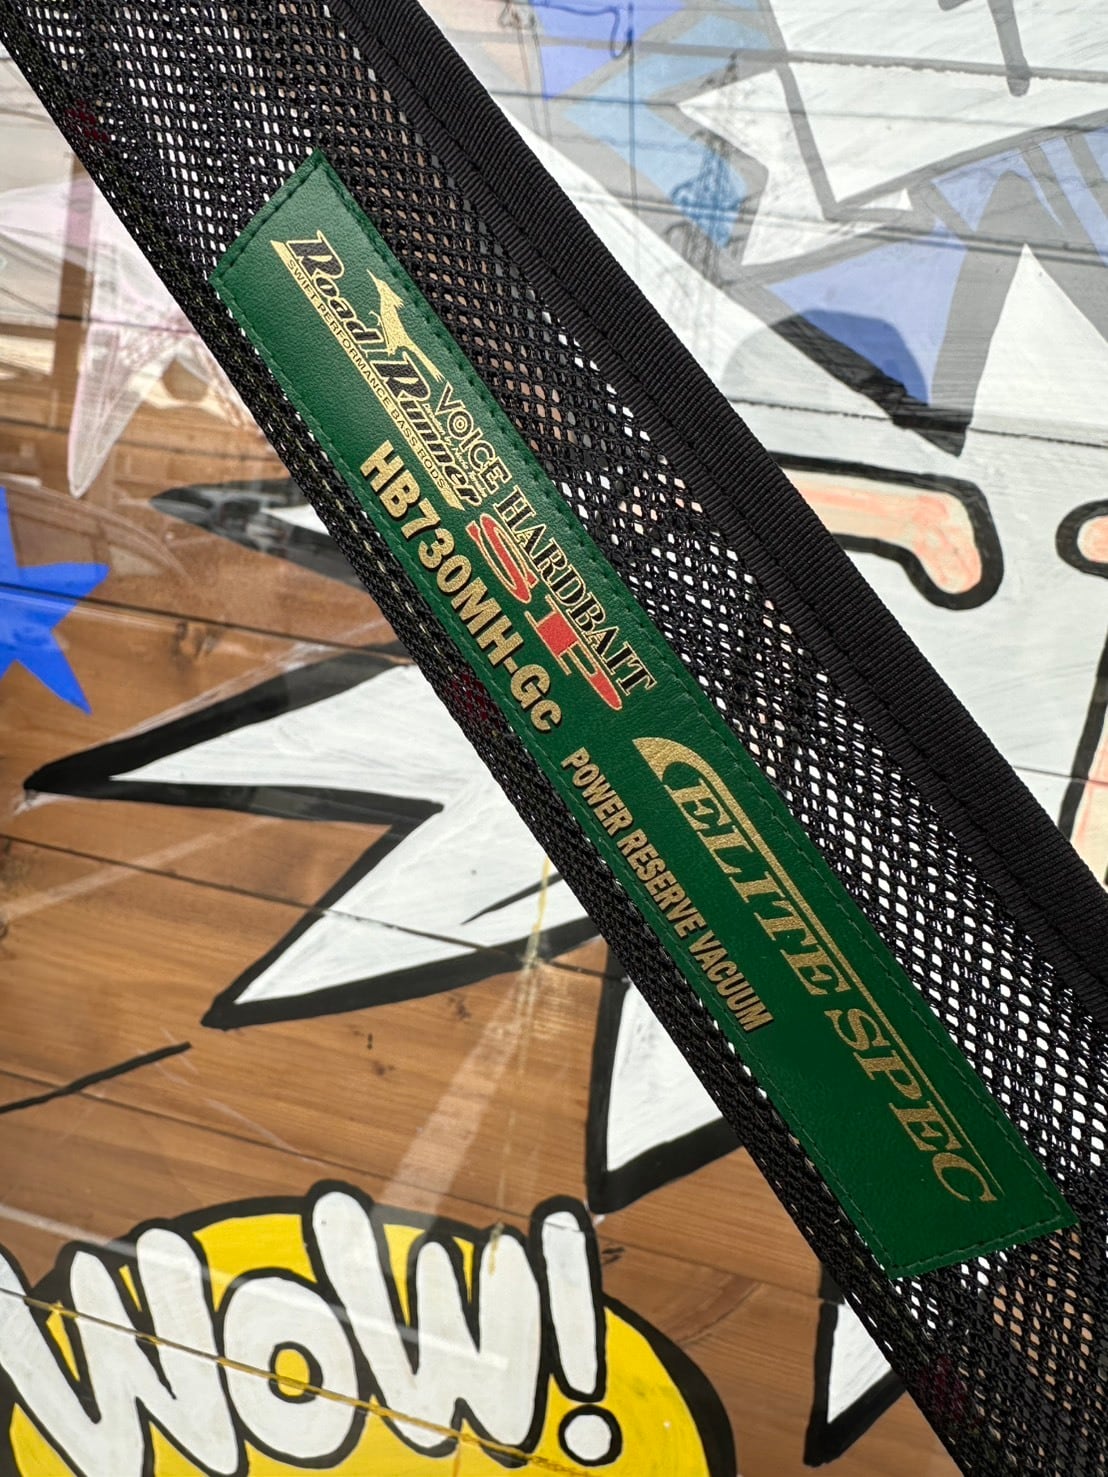 Road Runner
SWIFT PERFORMANCE BASS RODS
VOICE HARDBAIT
SP
HB730MH-Gc
POWER RESERVE VACUUM
ELITE SPEC
WOW!